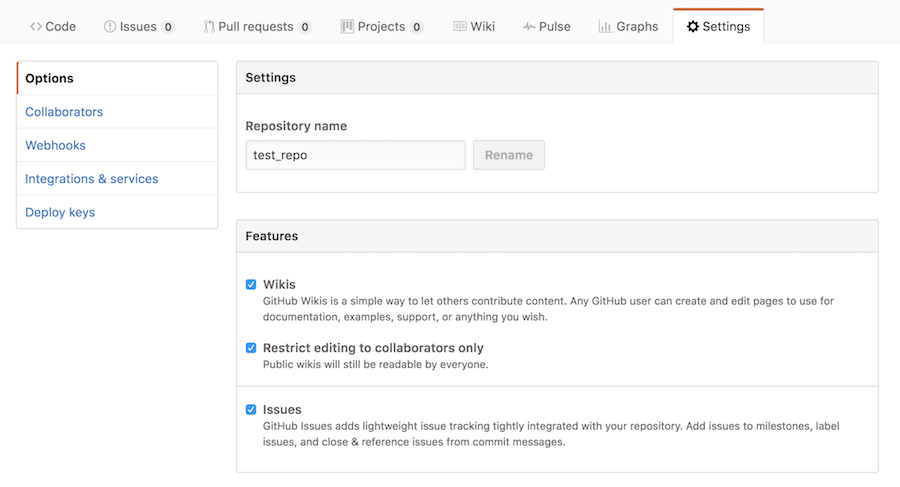 Code Issues 0 Pull requests 0 Projects 0 Wiki Pulse Graphs Settings
Options
Collaborators
Webhooks
Integrations & services
Deploy keys
Settings
Repository name
test_repo Rename
Features
Wikis
GitHub Wikis is a simple way to let others contribute content. Any GitHub user can create and edit pages to use for
documentation, examples, support, or anything you wish.
Restrict editing to collaborators only
Public wikis will still be readable by everyone.
Issues
GitHub Issues adds lightweight issue tracking tightly integrated with your repository. Add issues to milestones, label
issues, and close & reference issues from commit messages.